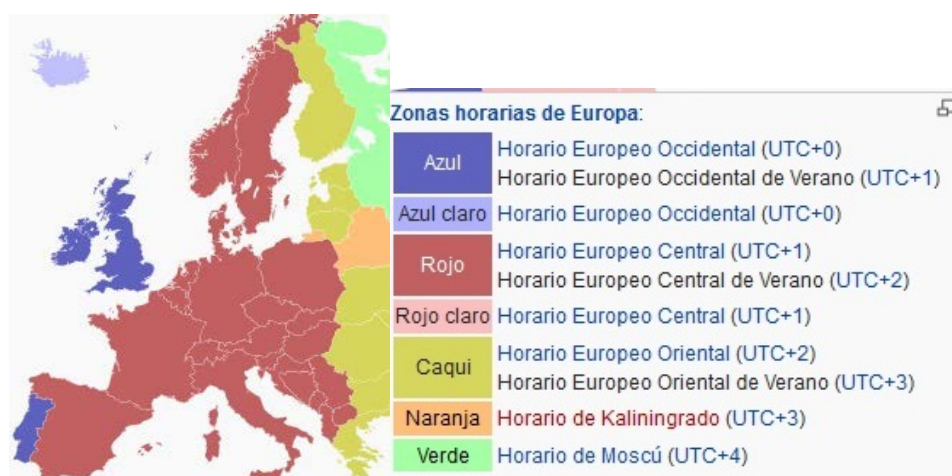 Zonas horarias de Europa:
Azul
Horario Europeo Occidental (UTC+0)
Horario Europeo Occidental de Verano (UTC+1)
Azul claro
Horario Europeo Occidental (UTC+0)
Rojo
Horario Europeo Central (UTC+1)
Horario Europeo Central de Verano (UTC+2)
Rojo claro
Horario Europeo Central (UTC+1)
Caqui
Horario Europeo Oriental (UTC+2)
Horario Europeo Oriental de Verano (UTC+3)
Naranja
Horario de Kaliningrado (UTC+3)
Verde
Horario de Moscú (UTC+4)